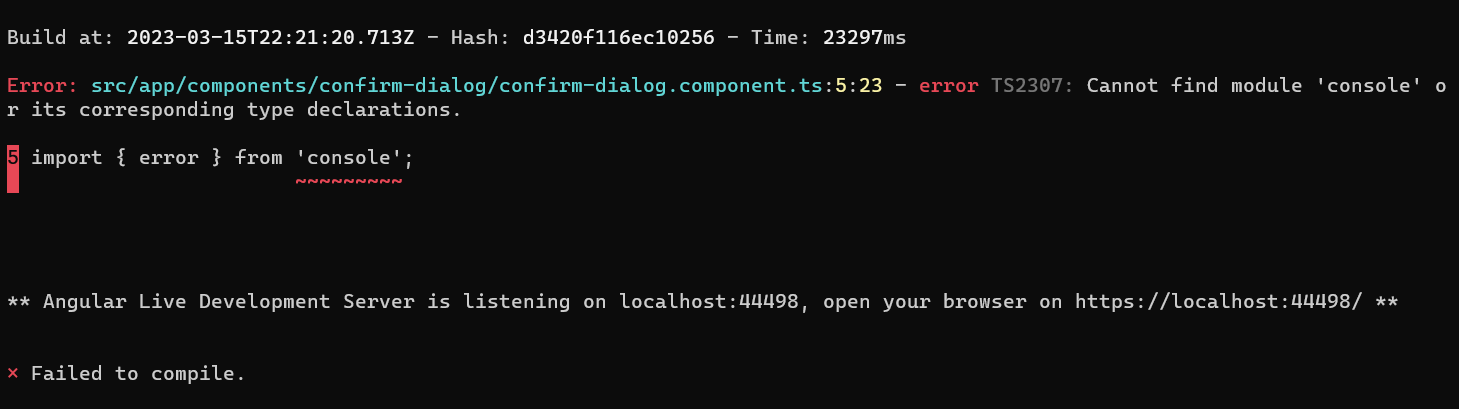 Build at: 2023-03-15T22:21:20.713Z - Hash: d3420f116ec10256 - Time: 23297ms
Error: src/app/components/confirm-dialog/confirm-dialog.component.ts:5:23 - error TS2307: Cannot find module 'console' o
r its corresponding type declarations.
5 import { error } from 'console';
~~~~~~~~~
** Angular Live Development Server is listening on localhost:44498, open your browser on https://localhost:44498/ **
× Failed to compile.